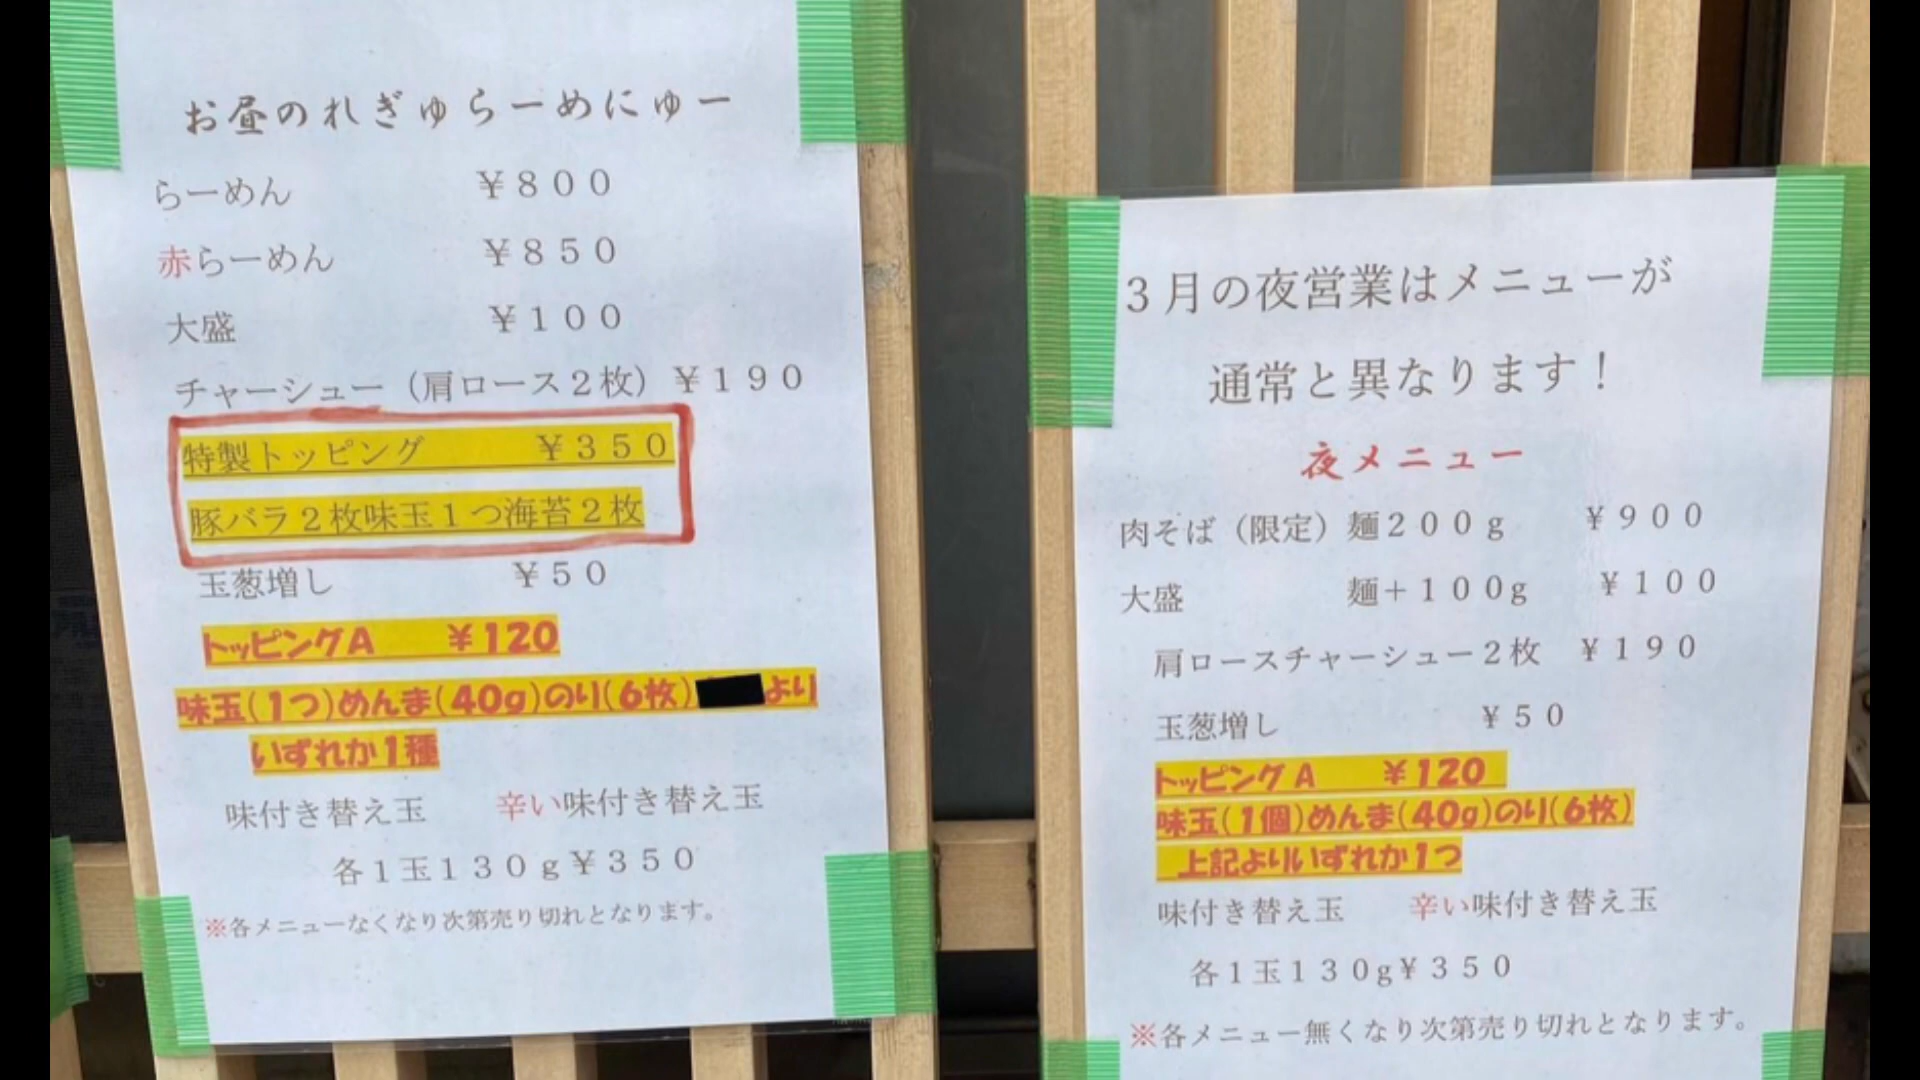 お昼のれぎゅらーめにゅー
らーめん ￥８００
赤らーめん ￥８５０
大盛 ￥１００
チャーシュー（肩ロース２枚）￥１９０
特製トッピング ￥３５０
豚バラ２枚味玉１つ海苔２枚
玉葱増し ￥５０
トッピングA ￥120
味玉(1つ)めんま(40g)のり(6枚) より
いずれか1種
味付き替え玉 辛い味付き替え玉
各１玉１３０ｇ￥３５０
※各メニューなくなり次第売り切れとなります。
３月の夜営業はメニューが
通常と異なります！
夜メニュー
肉そば（限定）麺２００ｇ ￥９００
大盛 麺＋１００g ￥１００
肩ロースチャーシュー２枚 ￥１９０
玉葱増し ￥５０
トッピングA ￥120
味玉(1個)めんま(40g)のり(6枚)
上記よりいずれか1つ
味付き替え玉 辛い味付き替え玉
各１玉１３０g￥３５０
※各メニュー無くなり次第売り切れとなります。